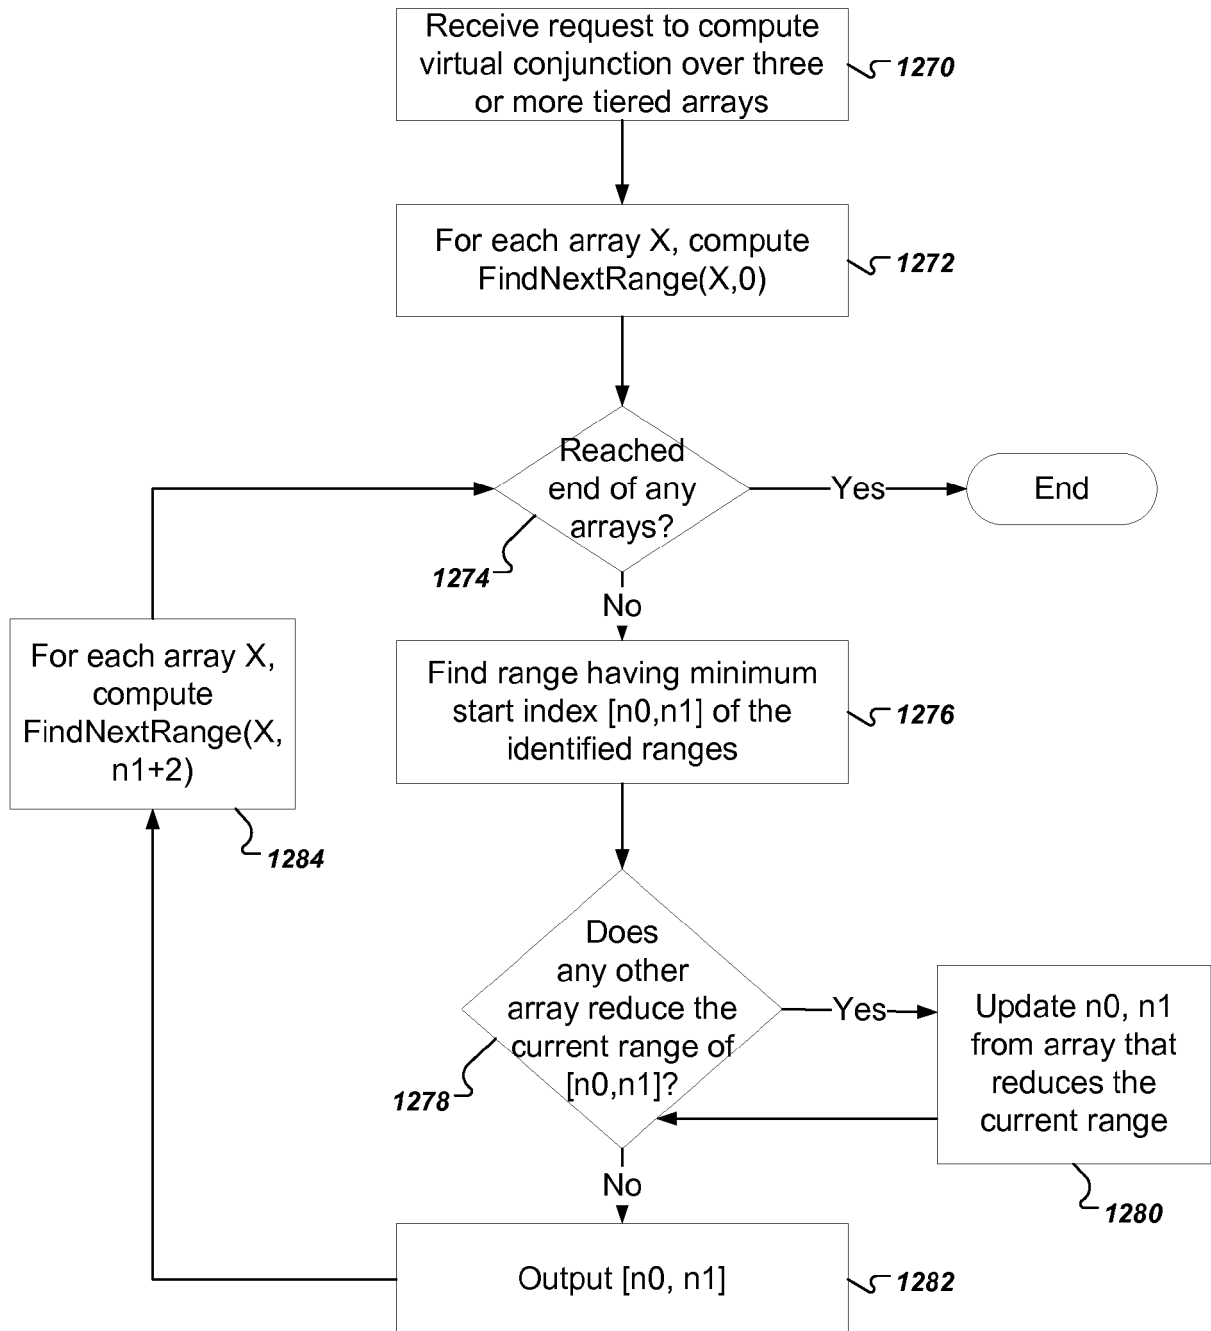 Receive request to compute
virtual conjunction over three
or more tiered arrays
1270
For each array X, compute
FindNextRange(X,0)
1272
Reached
end of any
arrays?
1274
Yes
End
No
For each array X,
compute
FindNextRange(X,
n1+2)
1284
Find range having minimum
start index [n0,n1] of the
identified ranges
1276
Does
any other
array reduce the
current range of
[n0,n1]?
1278
Yes
Update n0, n1
from array that
reduces the
current range
1280
No
Output [n0, n1]
1282